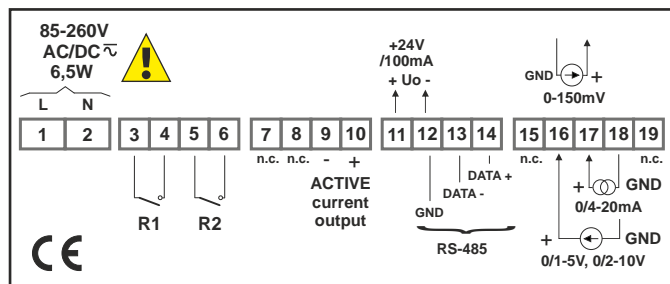 85-260V
AC/DC
6,5W
L N
+24V
/100mA
+ Uo -
GND +
0-150mV
1 2 3 4 5 6 7 8 9 10 11 12 13 14 15 16 17 18 19
n.c. n.c. - + n.c. n.c.
R1 R2
ACTIVE
current
output
GND DATA - DATA +
RS-485
+ GND
0/4-20mA
+ GND
0/1-5V, 0/2-10V
CE